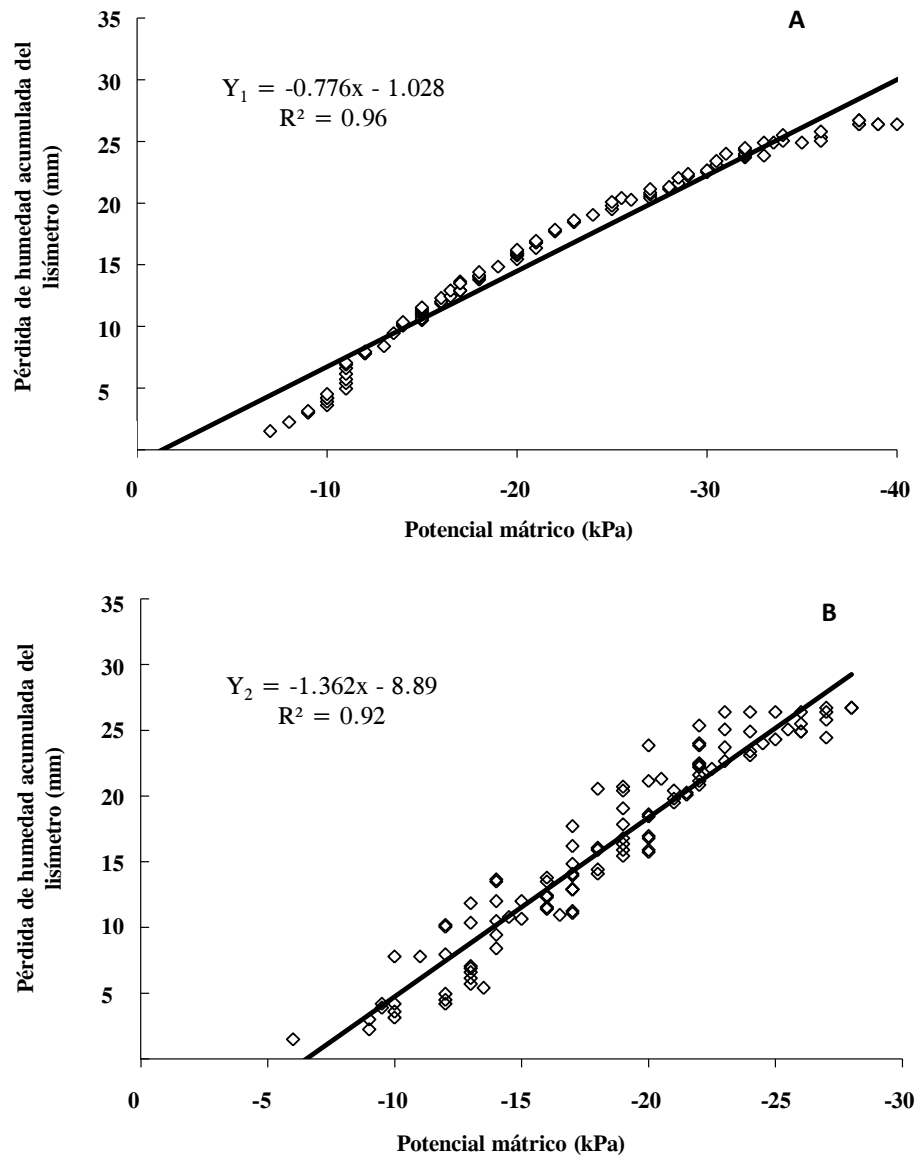 A
35
30
25
20
15
10
5
Pérdida de humedad acumulada del
lisímetro (mm)
Y₁ = -0.776x - 1.028
R² = 0.96
0 -10 -20 -30 -40
Potencial mátrico (kPa)
B
35
30
25
20
15
10
5
Pérdida de humedad acumulada del
lisímetro (mm)
Y₂ = -1.362x - 8.89
R² = 0.92
0 -5 -10 -15 -20 -25 -30
Potencial mátrico (kPa)